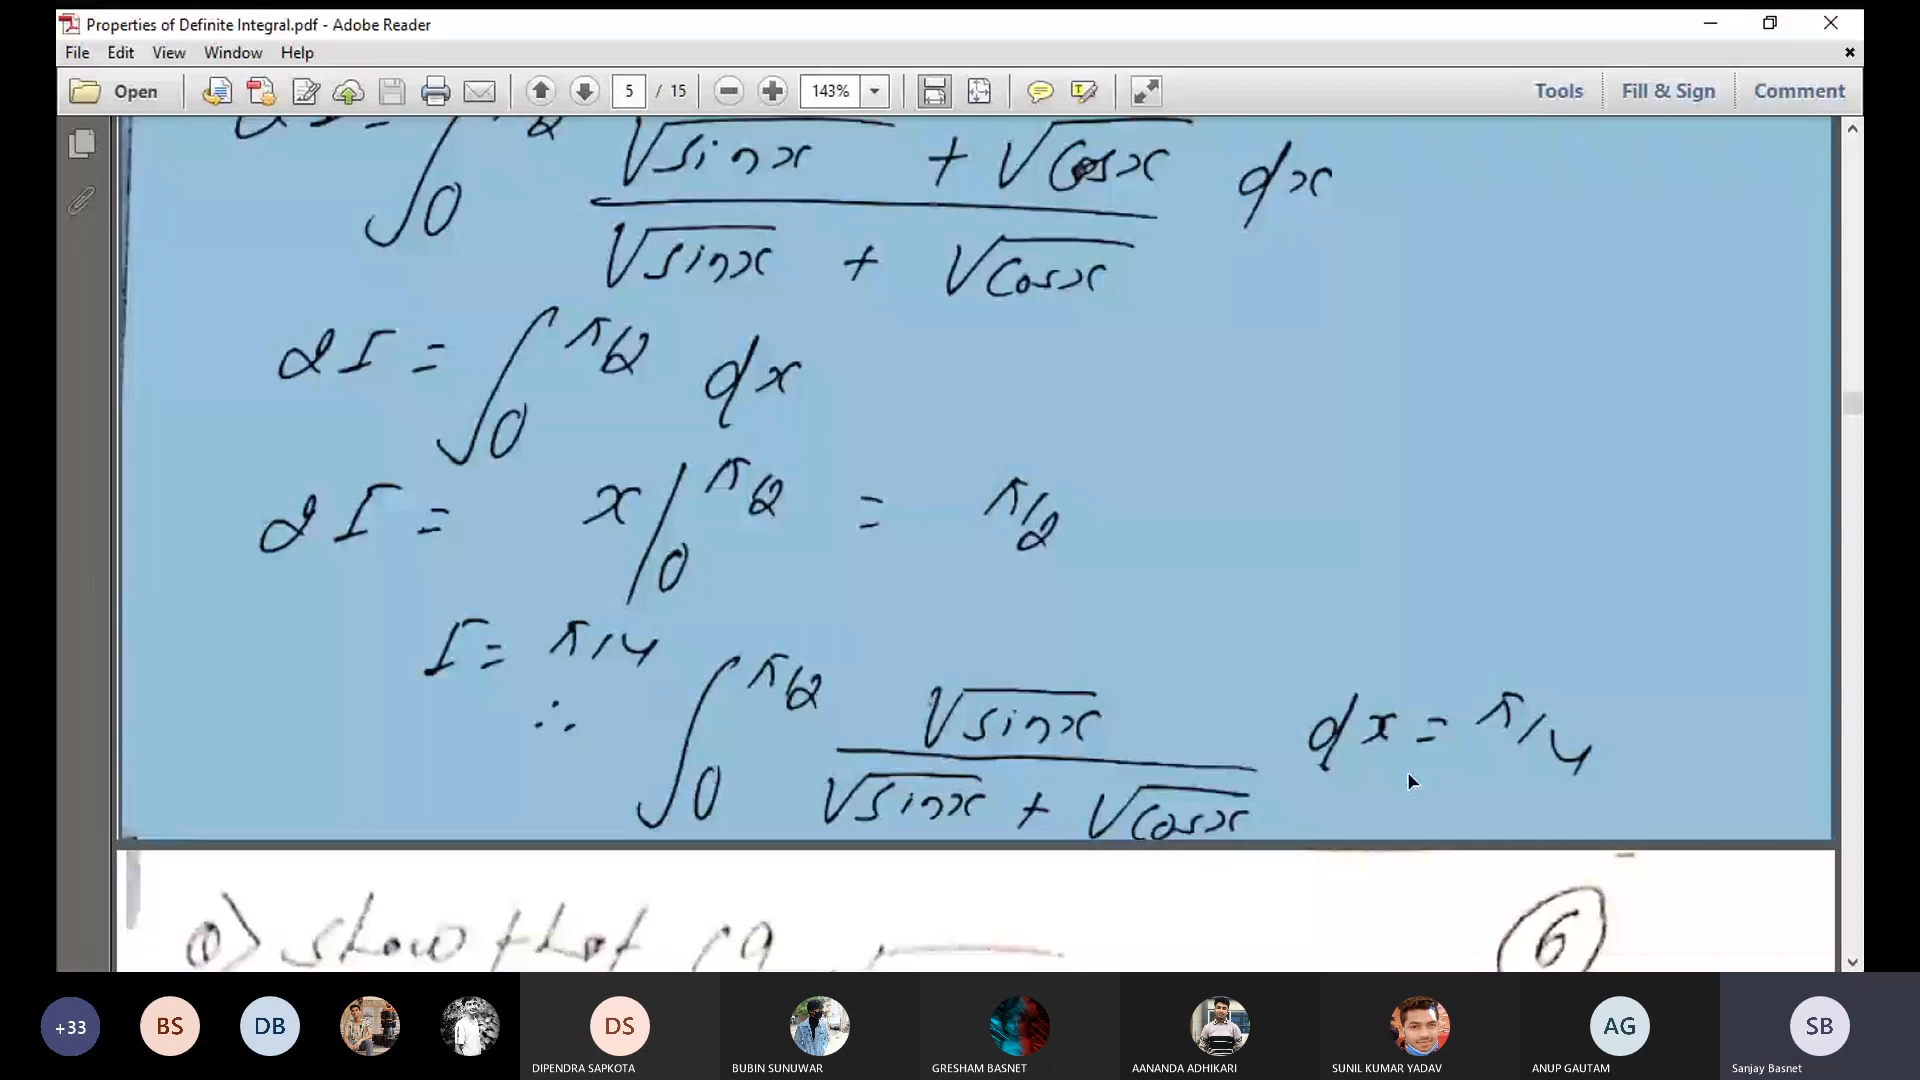 Properties of Definite Integral.pdf - Adobe Reader
File Edit View Window Help
Open 5 / 15 143% Tools Fill & Sign Comment
2I = ∫₀^π/2 (√sinx + √cosx) / (√sinx + √cosx) dx
2I = ∫₀^π/2 dx
2I = x |₀^π/2 = π/2
I = π/4
∴ ∫₀^π/2 √sinx / (√sinx + √cosx) dx = π/4
Show that
6
+33 BS DB DS AG SB
DIPENDRA SAPKOTA BUBIN SUNUWAR GRESHAM BASNET AANANDA ADHIKARI SUNIL KUMAR YADAV ANUP GAUTAM Sanjay Basnet